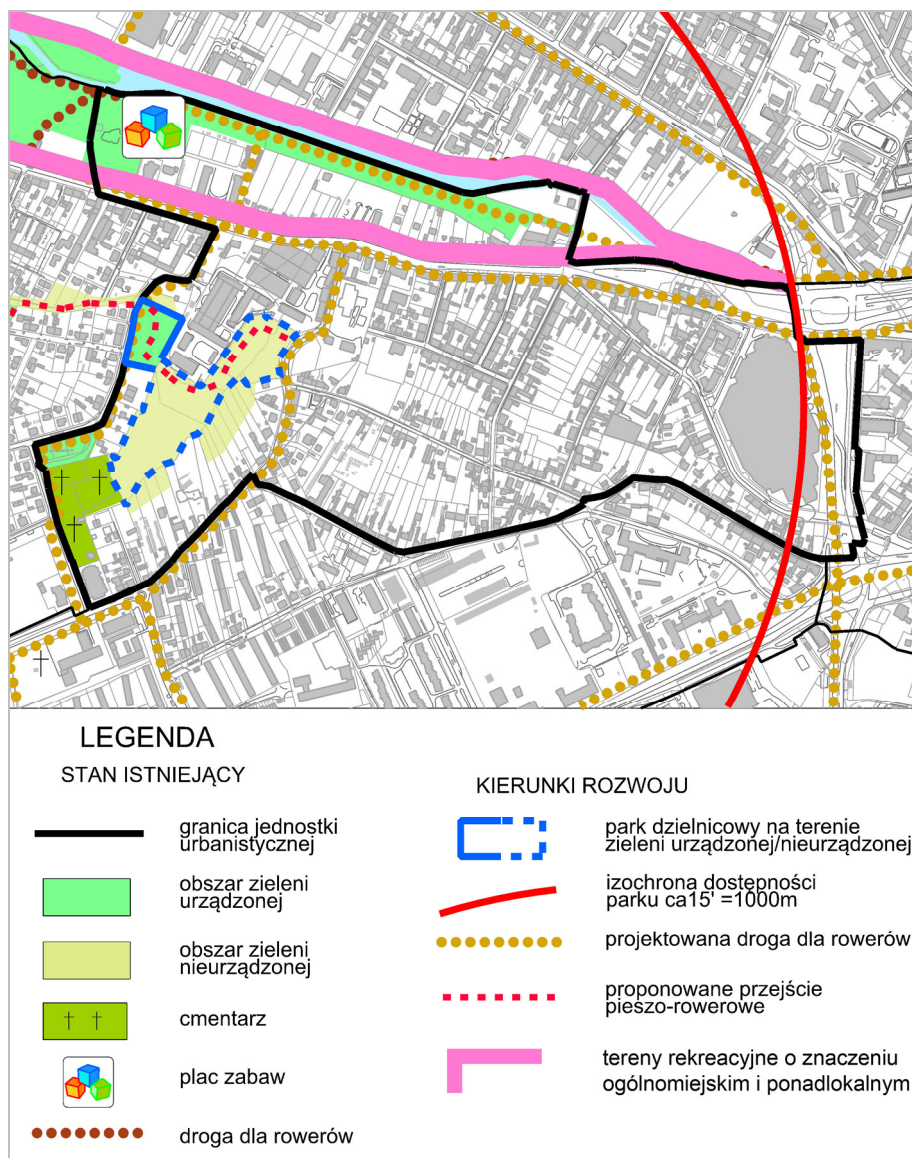 LEGENDA
STAN ISTNIEJĄCY
granica jednostki
urbanistycznej
obszar zieleni
urządzonej
obszar zieleni
nieurządzonej
cmentarz
plac zabaw
droga dla rowerów
KIERUNKI ROZWOJU
park dzielnicowy na terenie
zieleni urządzonej/nieurządzonej
izochrona dostępności
parku ca15' =1000m
projektowana droga dla rowerów
proponowane przejście
pieszo-rowerowe
tereny rekreacyjne o znaczeniu
ogólnomiejskim i ponadlokalnym